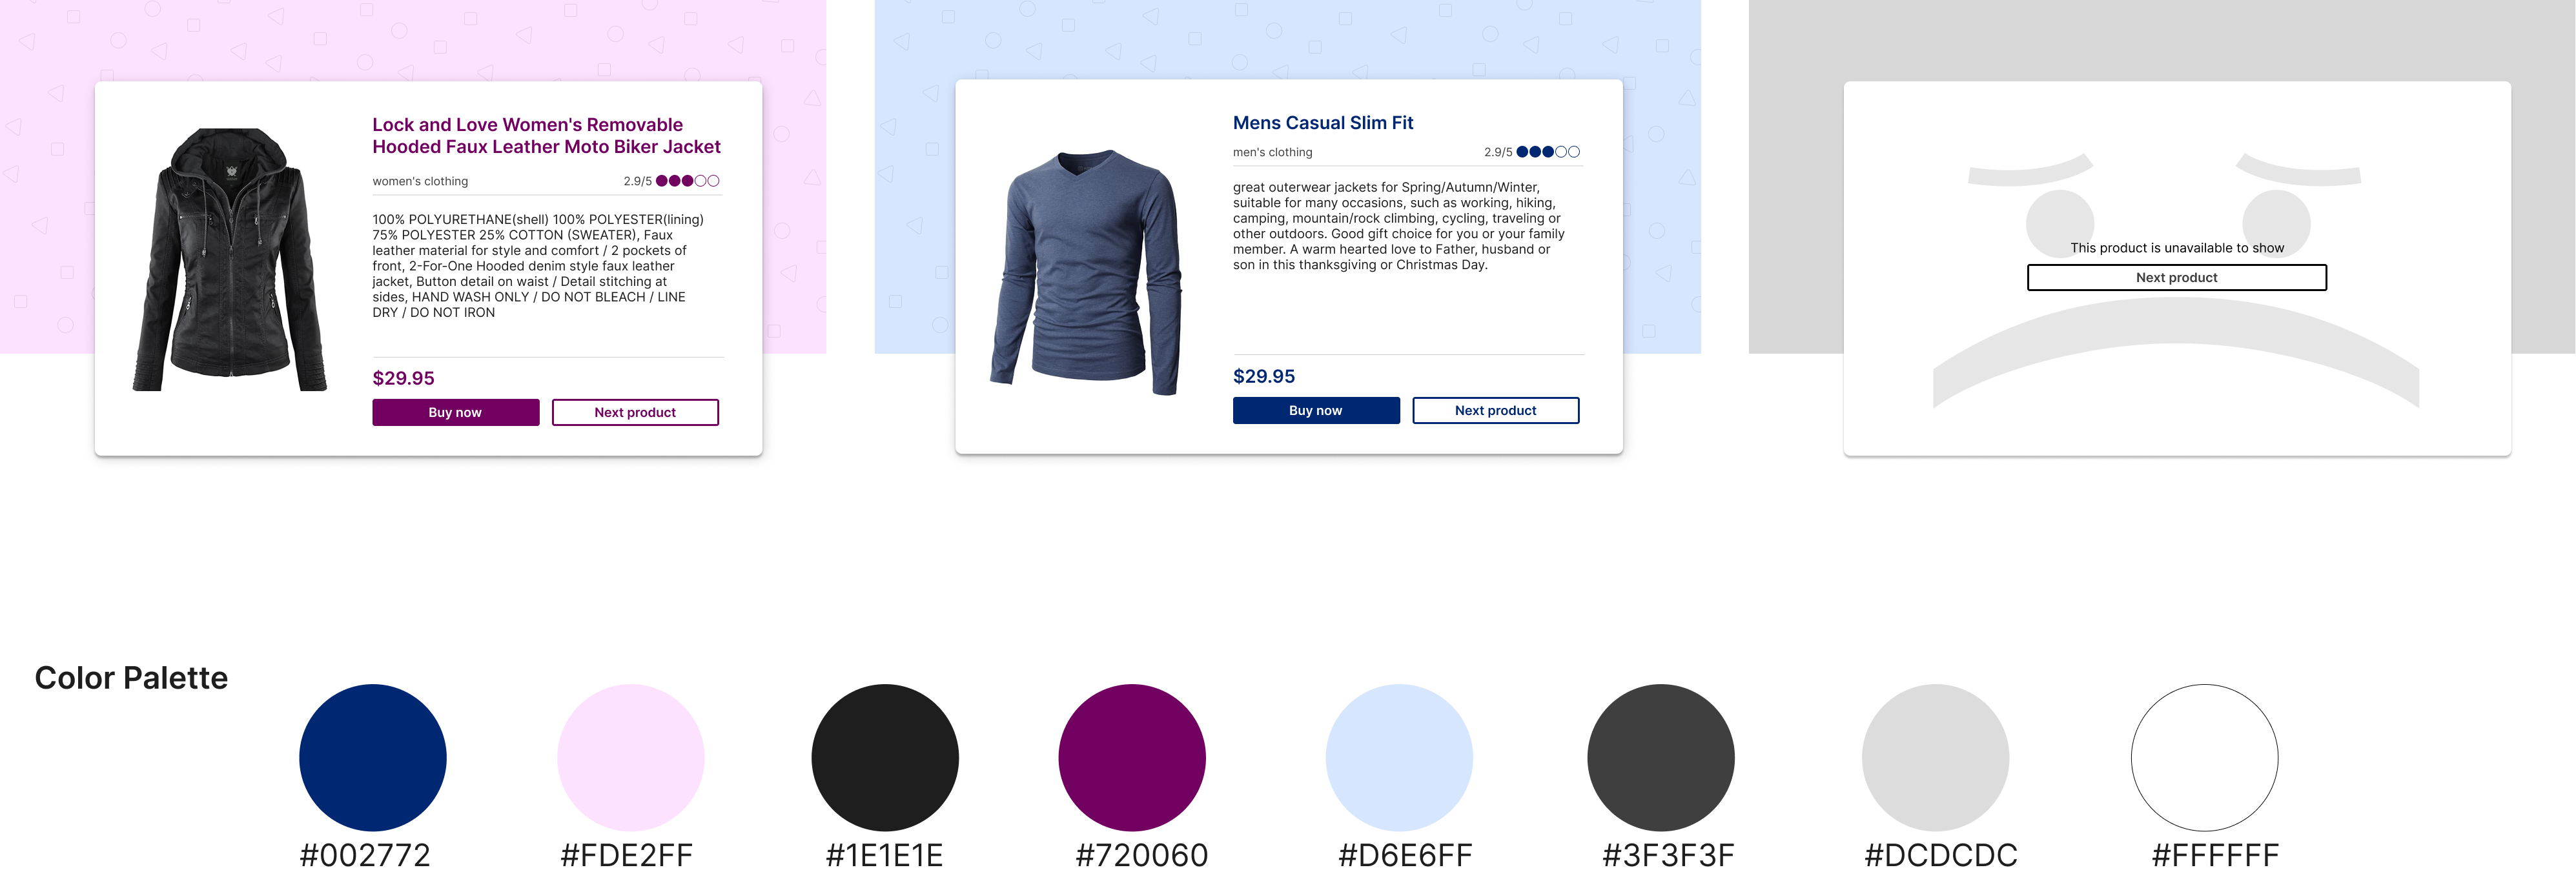 Lock and Love Women's Removable
Hooded Faux Leather Moto Biker Jacket
women's clothing
2.9/5
100% POLYURETHANE(shell) 100% POLYESTER(lining)
75% POLYESTER 25% COTTON (SWEATER), Faux
leather material for style and comfort / 2 pockets of
front, 2-For-One Hooded denim style faux leather
jacket, Button detail on waist / Detail stitching at
sides, HAND WASH ONLY / DO NOT BLEACH / LINE
DRY / DO NOT IRON
$29.95
Buy now
Next product
Mens Casual Slim Fit
men's clothing
2.9/5
great outerwear jackets for Spring/Autumn/Winter,
suitable for many occasions, such as working, hiking,
camping, mountain/rock climbing, cycling, traveling or
other outdoors. Good gift choice for you or your family
member. A warm hearted love to Father, husband or
son in this thanksgiving or Christmas Day.
$29.95
Buy now
Next product
This product is unavailable to show
Next product
Color Palette
#002772
#FDE2FF
#1E1E1E
#720060
#D6E6FF
#3F3F3F
#DCDCDC
#FFFFFF